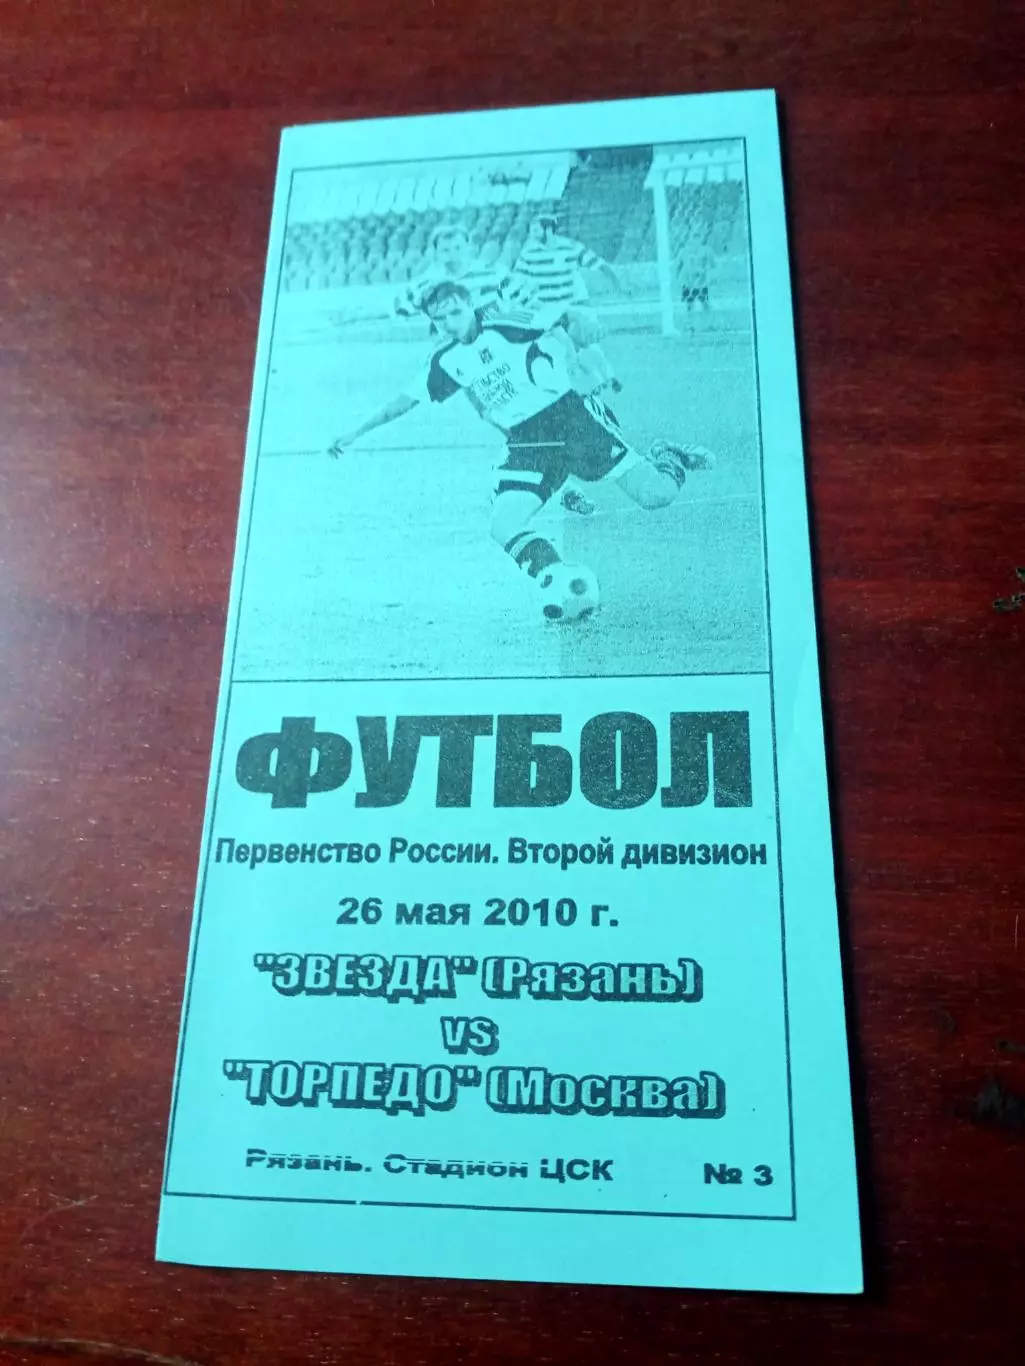 ФУТБОЛ
Первенство России. Второй дивизион
26 мая 2010 г.
"ЗВЕЗДА" (Рязань)
vs
"ТОРПЕДО" (Москва)
Рязань. Стадион ЦСК № 3